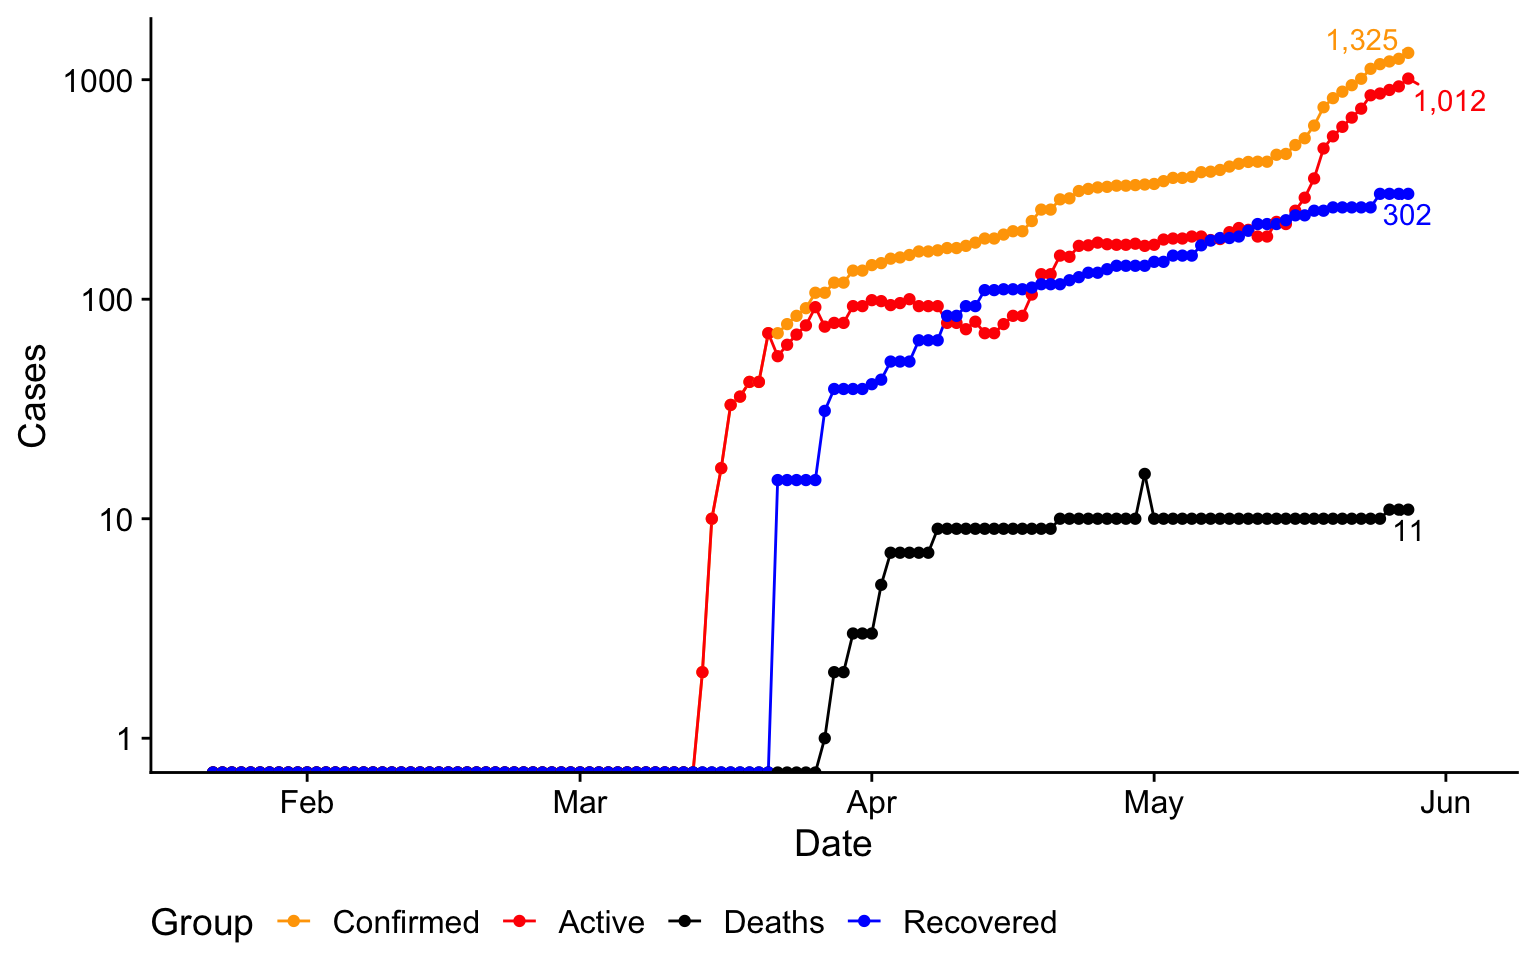 1,325
1000
1,012
302
100
Cases
10
11
1
Feb Mar Apr May Jun
Date
Group Confirmed Active Deaths Recovered